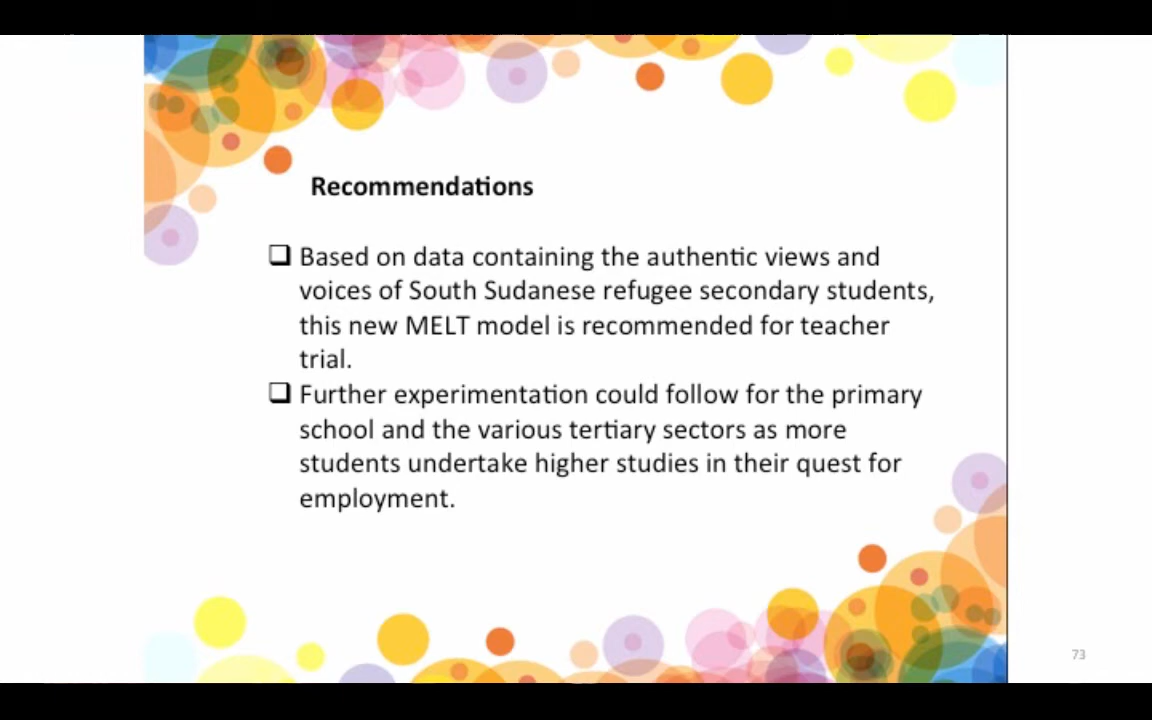 Recommendations
❑ Based on data containing the authentic views and
voices of South Sudanese refugee secondary students,
this new MELT model is recommended for teacher
trial.
❑ Further experimentation could follow for the primary
school and the various tertiary sectors as more
students undertake higher studies in their quest for
employment.
73